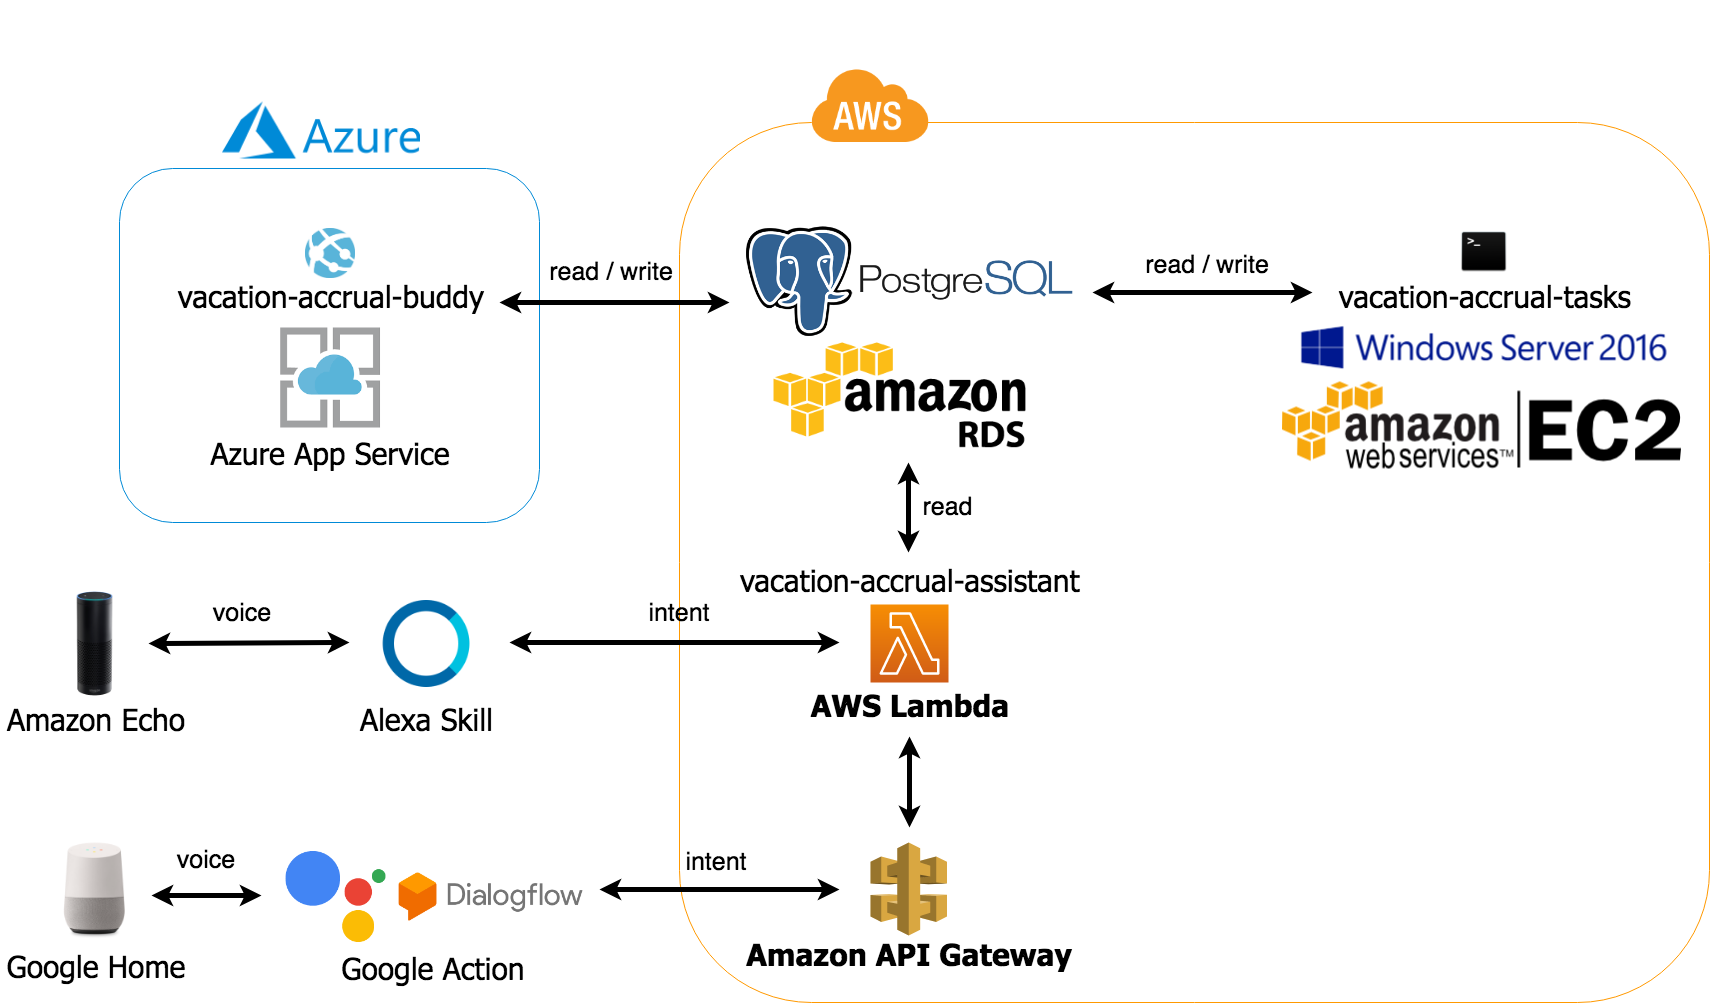 AWS
Azure
vacation-accrual-buddy
Azure App Service
read / write
PostgreSQL
amazon
RDS
read / write
>_
vacation-accrual-tasks
Windows Server 2016
amazon
web services™
EC2
read
vacation-accrual-assistant
AWS Lambda
voice
intent
Amazon Echo
Alexa Skill
voice
Dialogflow
intent
Google Home
Google Action
Amazon API Gateway